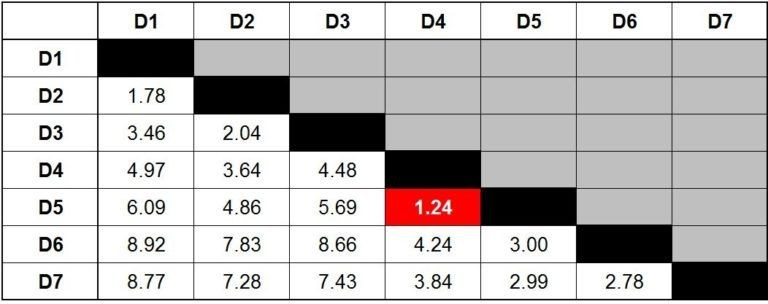 D1 D2 D3 D4 D5 D6 D7
D1
D2 1.78
D3 3.46 2.04
D4 4.97 3.64 4.48
D5 6.09 4.86 5.69 1.24
D6 8.92 7.83 8.66 4.24 3.00
D7 8.77 7.28 7.43 3.84 2.99 2.78